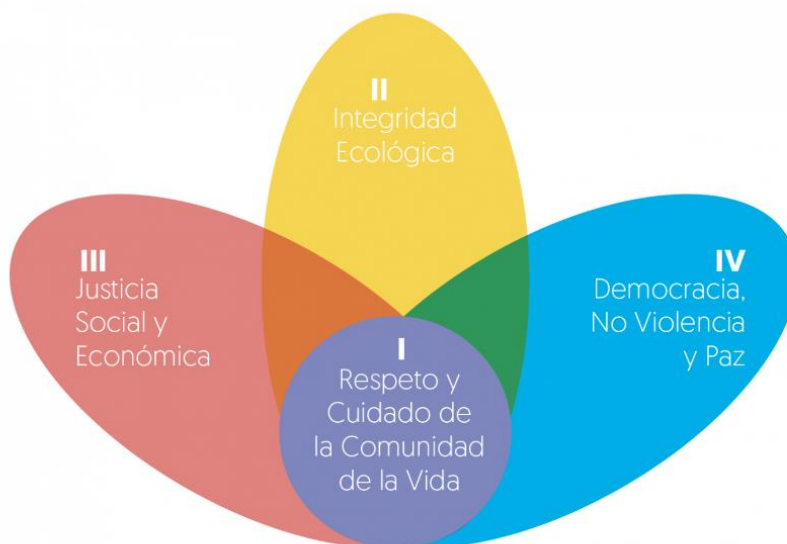 II
Integridad
Ecológica
III
Justicia
Social y
Económica
IV
Democracia,
No Violencia
y Paz
I
Respeto y
Cuidado de
la Comunidad
de la Vida